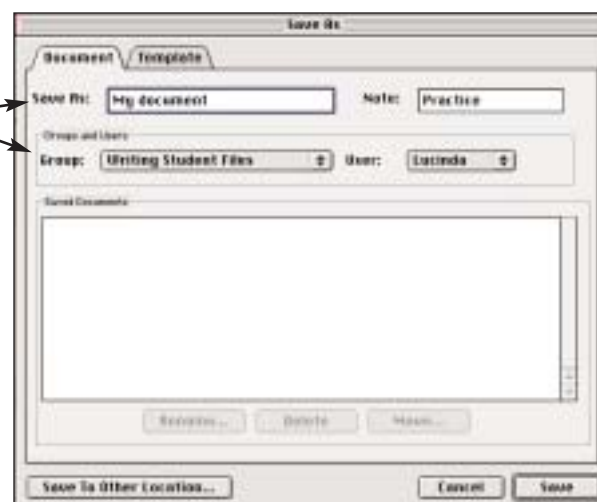 Save As
Document Template
Save As: My document Note: Practice
Groups and Users
Group: Writing Student Files User: Lucinda
Saved Documents
Rename... Delete Move...
Save To Other Location... Cancel Save